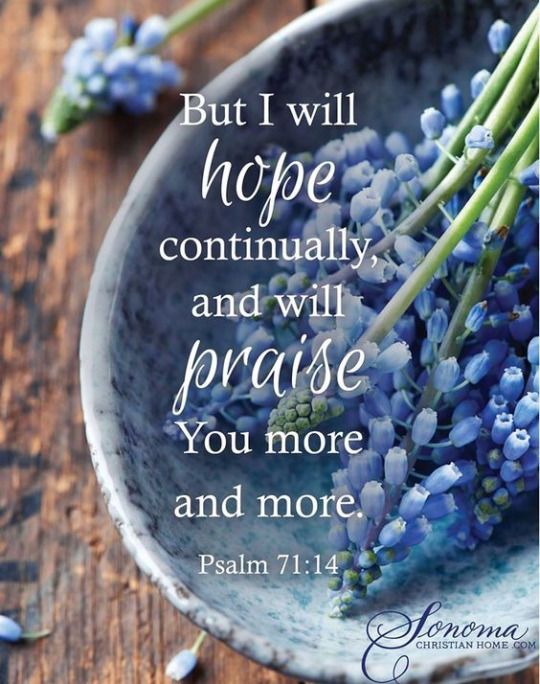 But I will
hope
continually,
and will
praise
You more
and more.
Psalm 71:14
Sonoma
CHRISTIAN HOME.COM